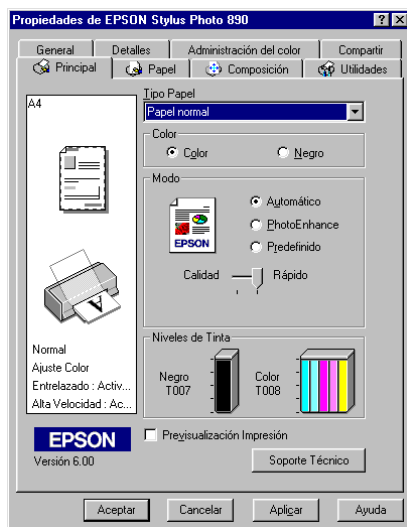 Propiedades de EPSON Stylus Photo 890
General Detalles Administración del color Compartir
Principal Papel Composición Utilidades
A4
Tipo Papel
Papel normal
Color
Color Negro
Modo
EPSON
Automático
PhotoEnhance
Predefinido
Calidad Rápido
A
Normal
Ajuste Color
Entrelazado : Activ...
Alta Velocidad : Ac...
Niveles de Tinta
Negro
T007
Color
T008
EPSON
Versión 6.00
Previsualización Impresión
Soporte Técnico
Aceptar Cancelar Aplicar Ayuda